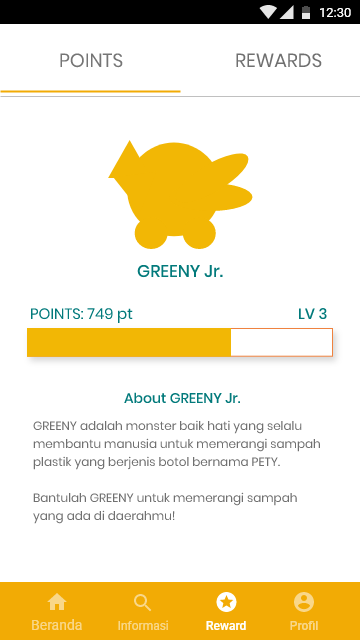 12:30
POINTS
REWARDS
GREENY Jr.
POINTS: 749 pt
LV 3
About GREENY Jr.
GREENY adalah monster baik hati yang selalu
membantu manusia untuk memerangi sampah
plastik yang berjenis botol bernama PETY.
Bantulah GREENY untuk memerangi sampah
yang ada di daerahmu!
Beranda
Informasi
Reward
Profil